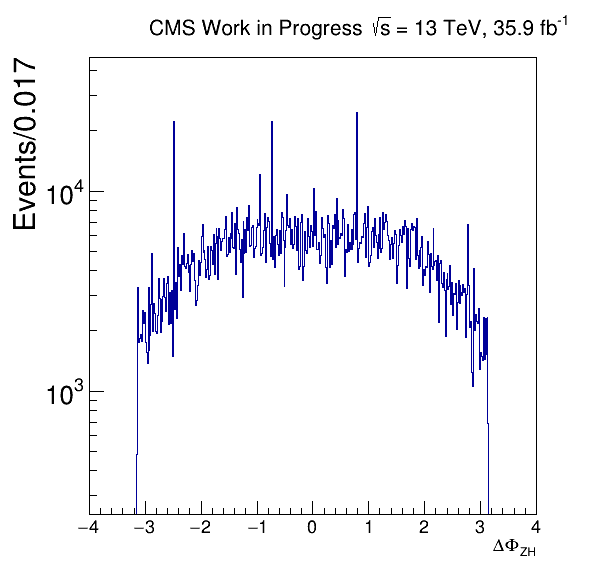 CMS Work in Progress √s = 13 TeV, 35.9 fb⁻¹
Events/0.017
10⁴
10³
−4 −3 −2 −1 0 1 2 3 4
ΔΦ_ZH